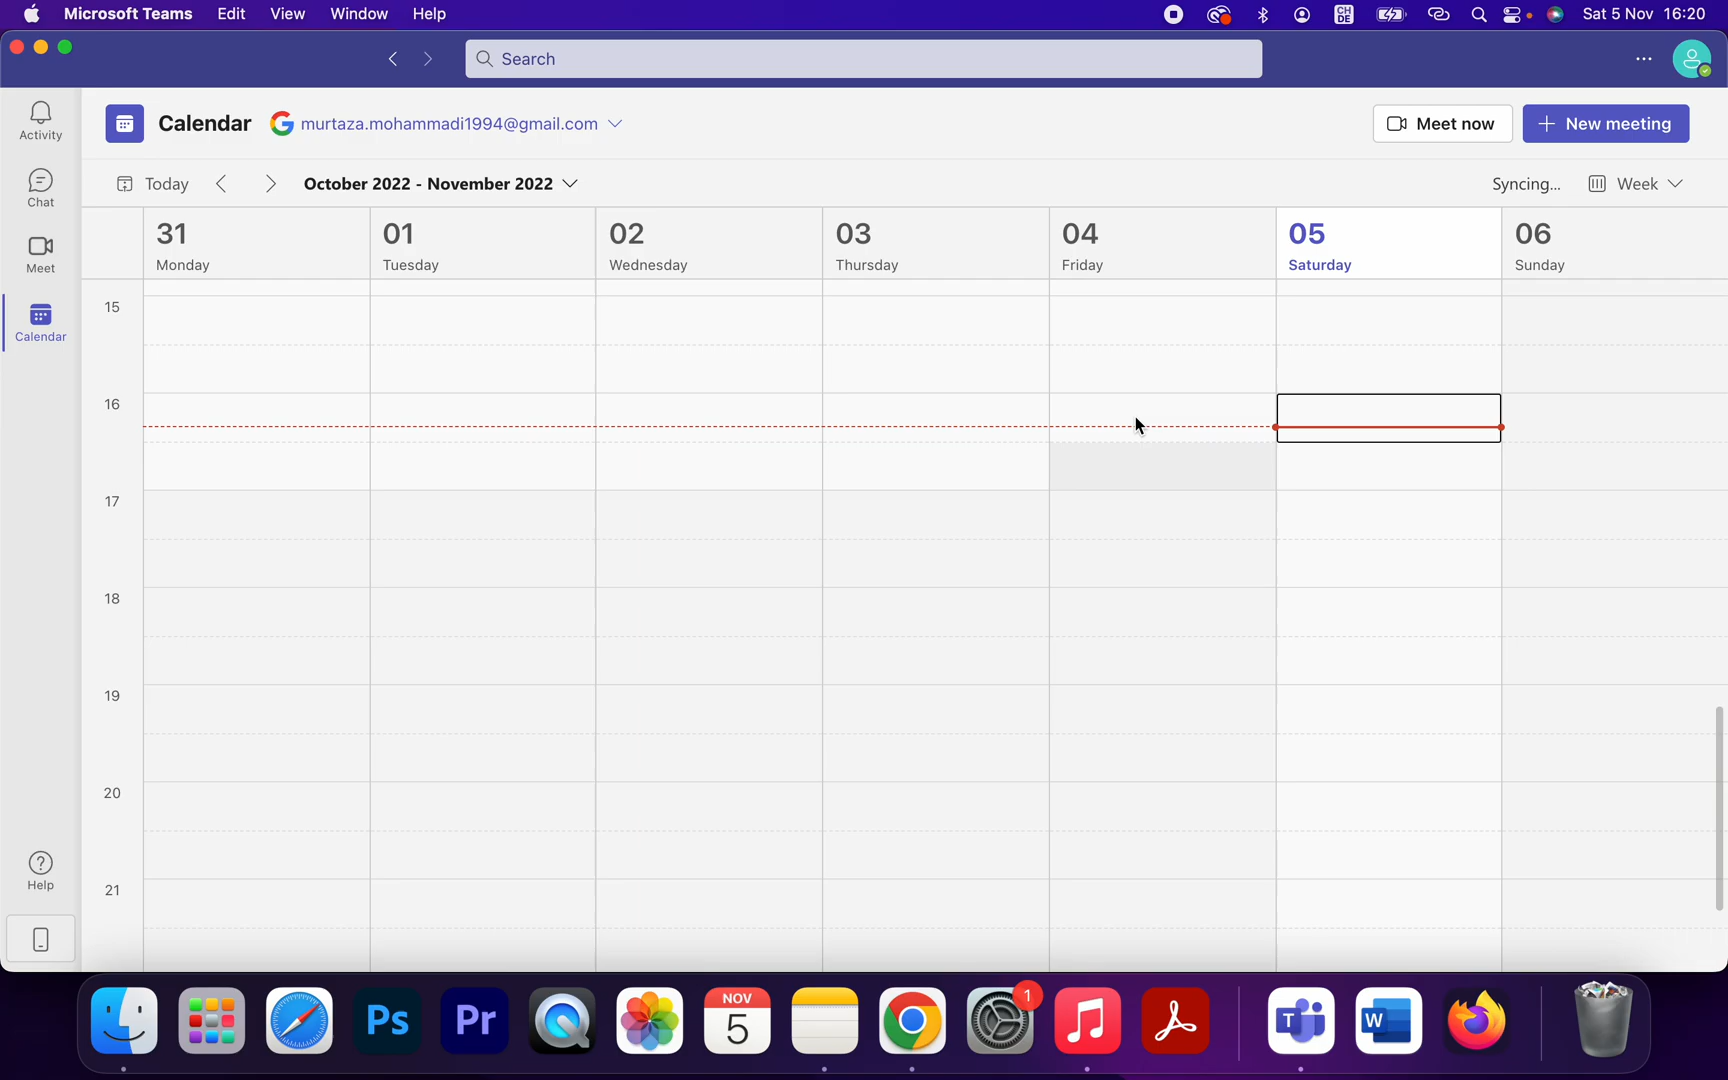 Microsoft Teams Edit View Window Help CH DE Sat 5 Nov 16:20
Search
Activity
Chat
Meet
Calendar
Help
Calendar murtaza.mohammadi1994@gmail.com Meet now New meeting
Today October 2022 - November 2022 Syncing... Week
31 01 02 03 04 05 06
Monday Tuesday Wednesday Thursday Friday Saturday Sunday
15
16
17
18
19
20
21
Ps Pr NOV 5 1 T W